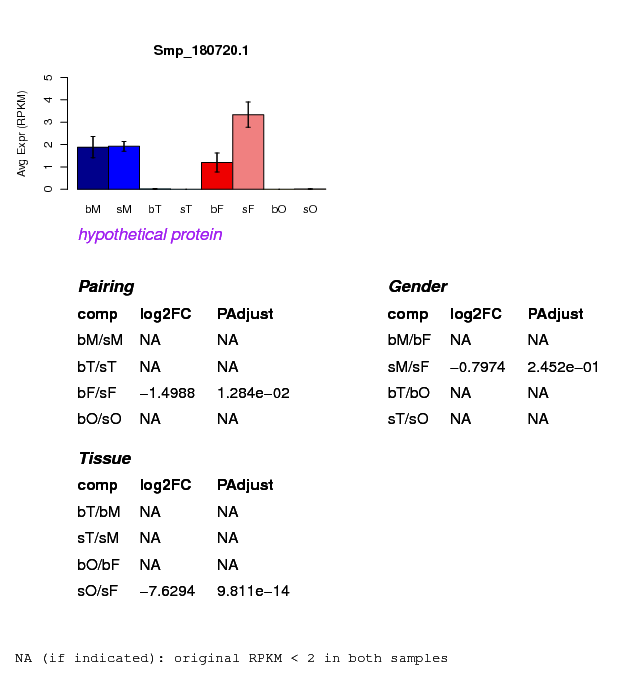 Smp_180720.1
Avg Expr (RPKM)
5
4
3
2
1
0
bM sM bT sT bF sF bO sO
hypothetical protein
Pairing
comp log2FC PAdjust
bM/sM NA NA
bT/sT NA NA
bF/sF −1.4988 1.284e−02
bO/sO NA NA
Gender
comp log2FC PAdjust
bM/bF NA NA
sM/sF −0.7974 2.452e−01
bT/bO NA NA
sT/sO NA NA
Tissue
comp log2FC PAdjust
bT/bM NA NA
sT/sM NA NA
bO/bF NA NA
sO/sF −7.6294 9.811e−14
NA (if indicated): original RPKM < 2 in both samples